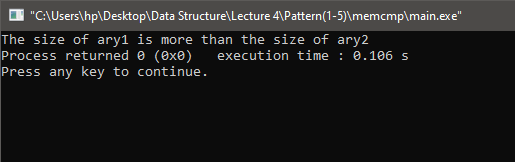 "C:\Users\hp\Desktop\Data Structure\Lecture 4\Pattern(1-5)\memcmp\main.exe"
The size of ary1 is more than the size of ary2
Process returned 0 (0x0)   execution time : 0.106 s
Press any key to continue.